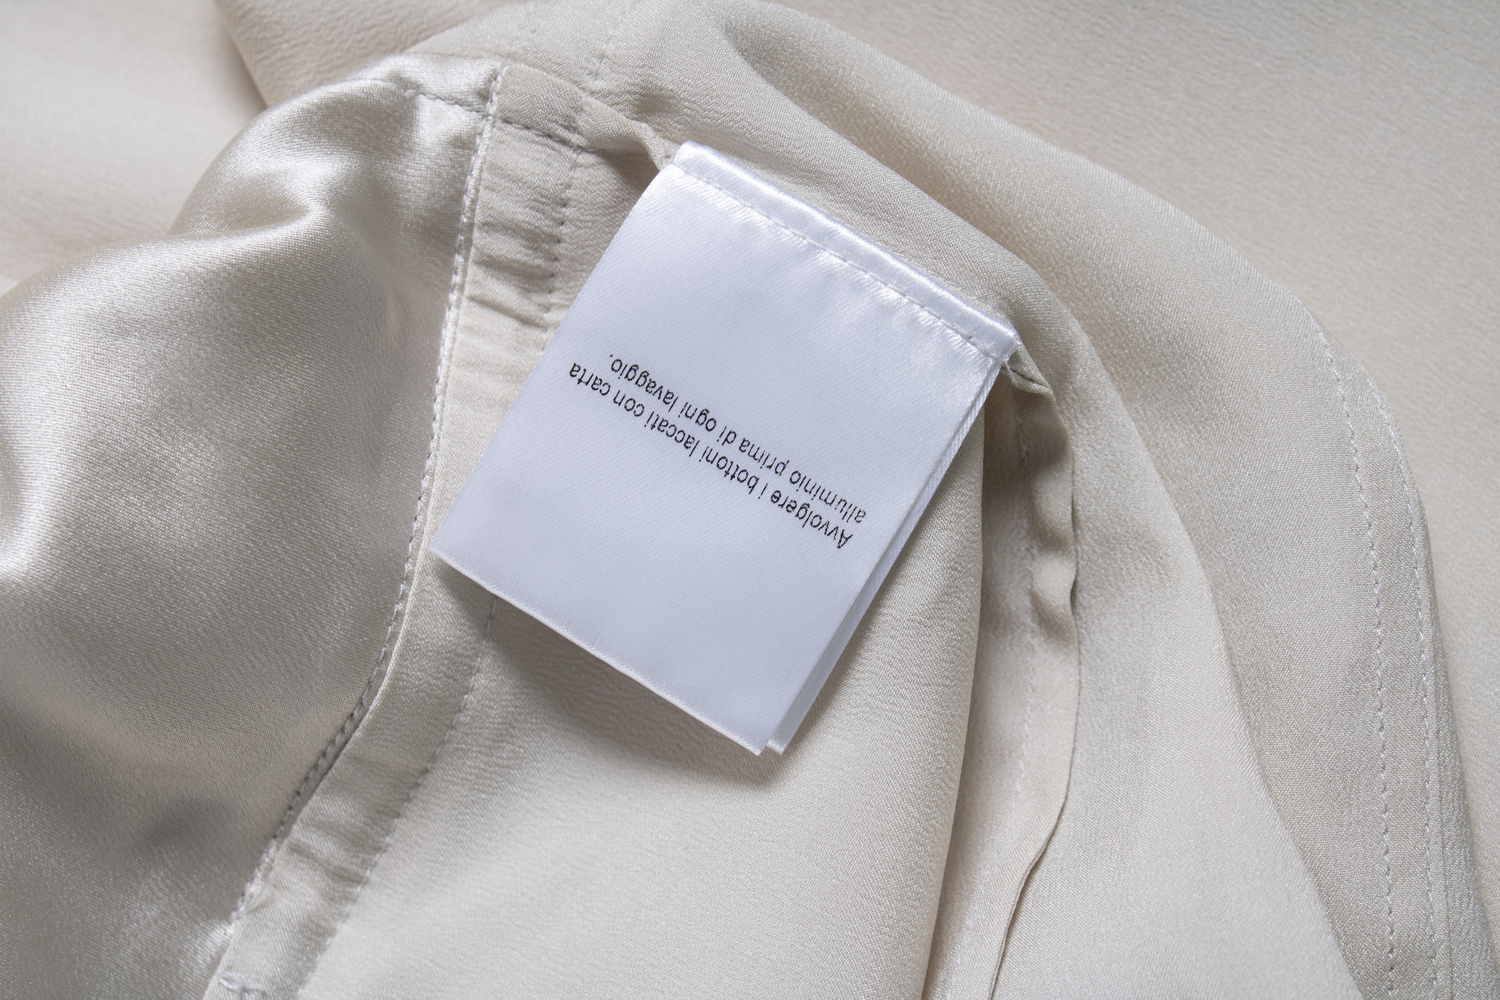 Avvolgere i bottoni laccati con carta
alluminio prima di ogni lavaggio.